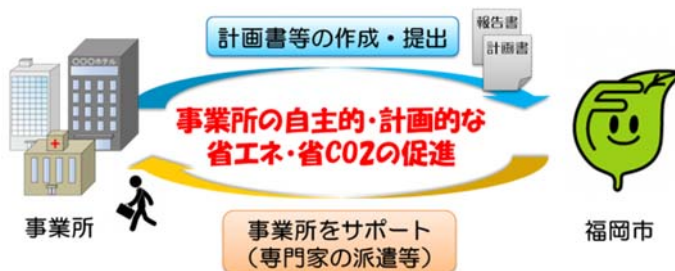 計画書等の作成・提出
報告書
計画書
〇〇〇ホテル
事業所の自主的・計画的な
省エネ・省CO2の促進
事業所
事業所をサポート
（専門家の派遣等）
福岡市